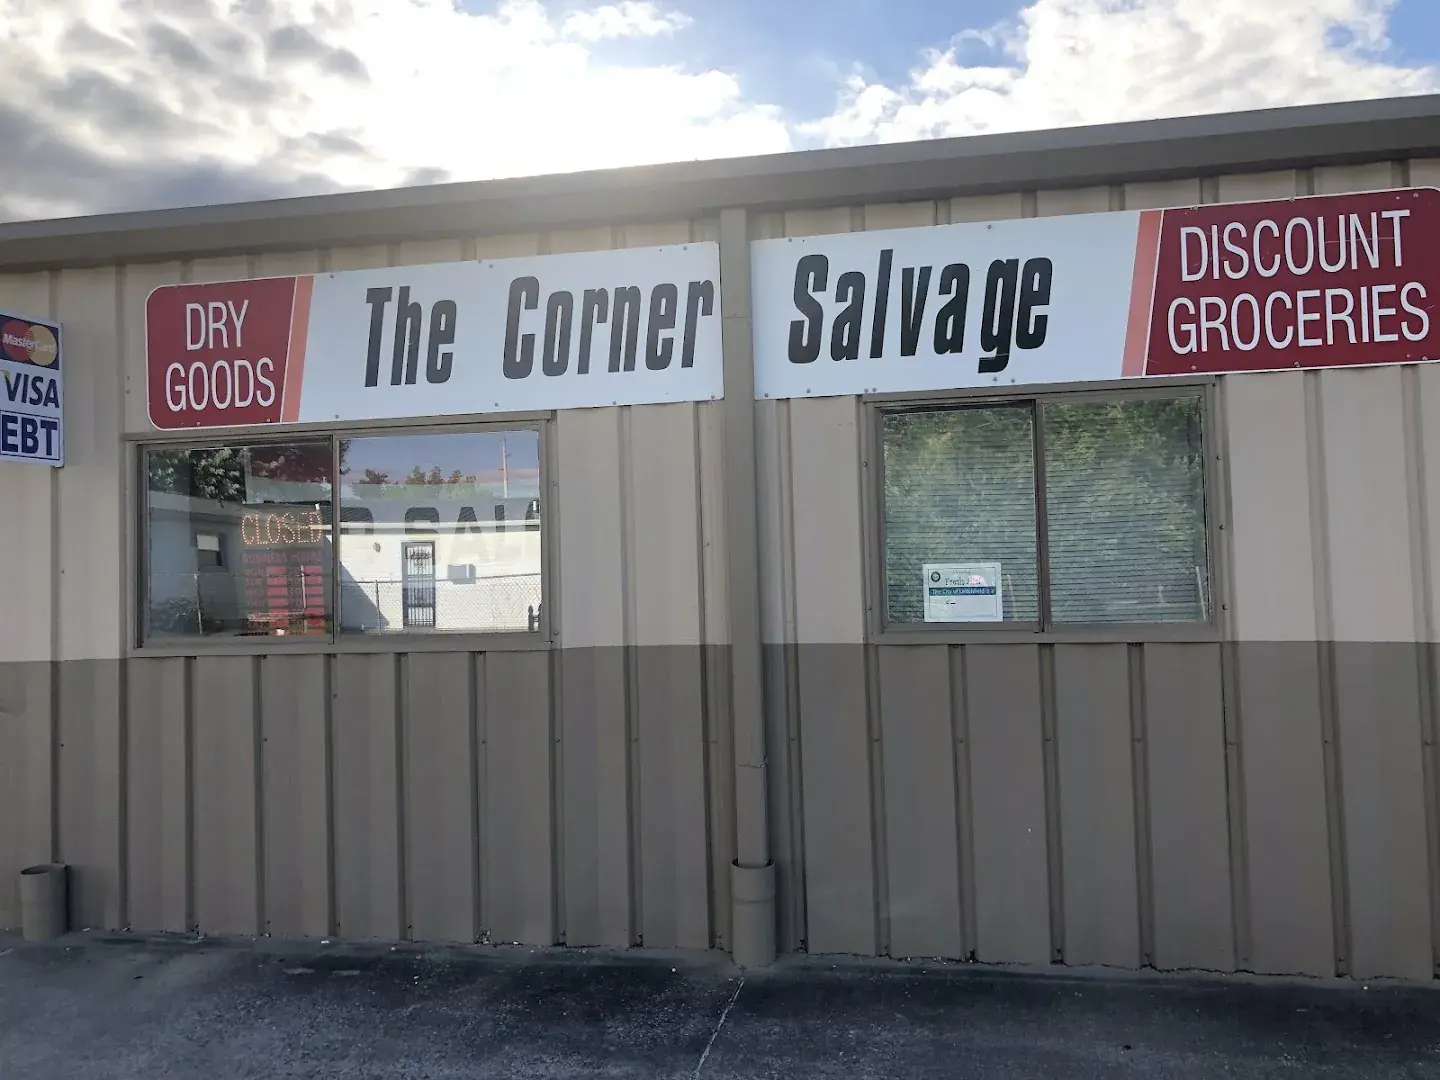 DRY
GOODS
The Corner Salvage
DISCOUNT
GROCERIES
MasterCard
VISA
EBT
CLOSED